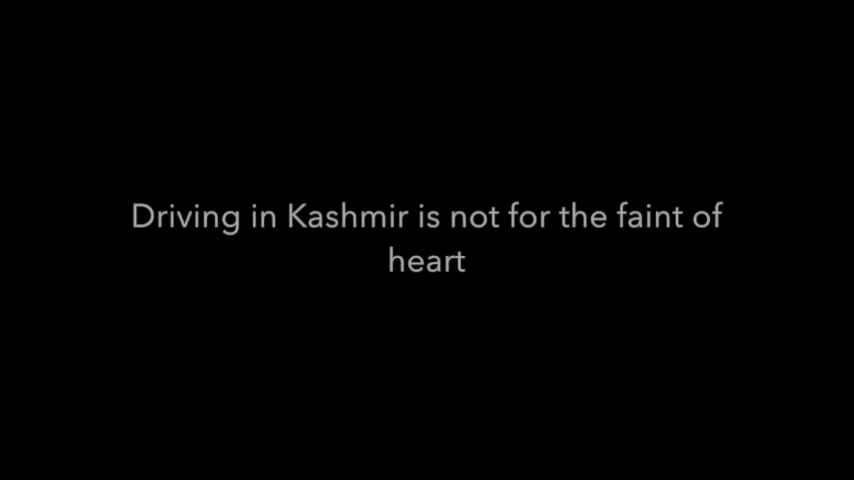 Driving in Kashmir is not for the faint of
heart